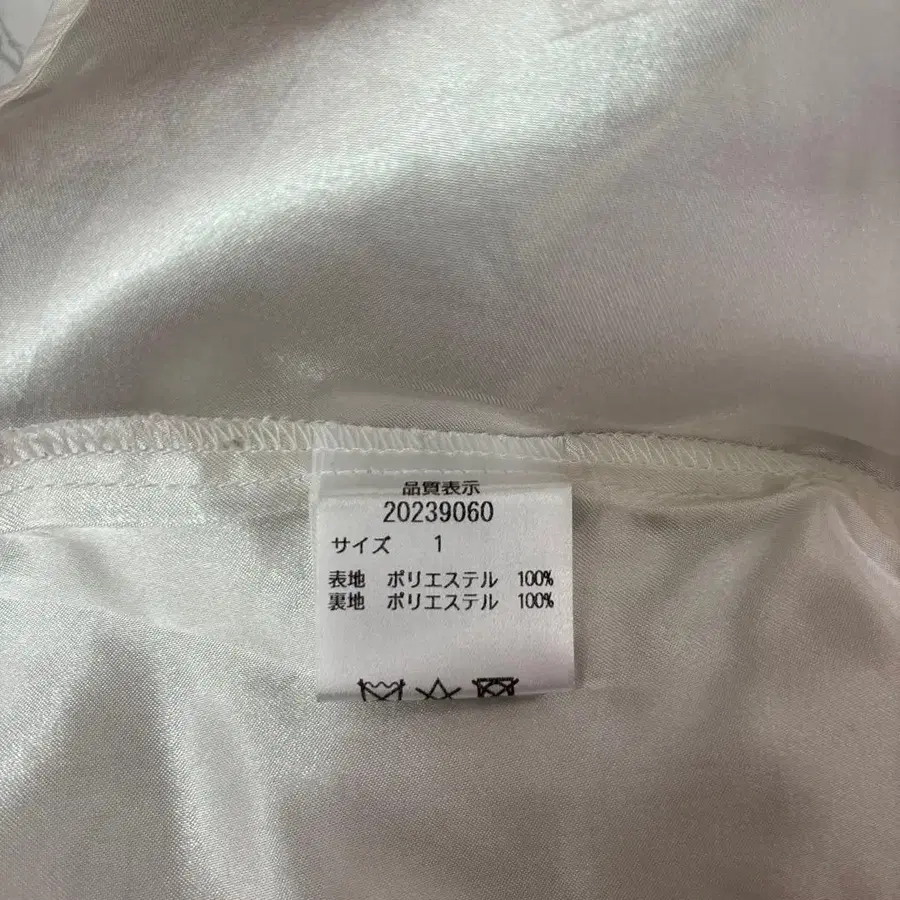 品質表示
20239060
サイズ 1
表地 ポリエステル 100%
裏地 ポリエステル 100%